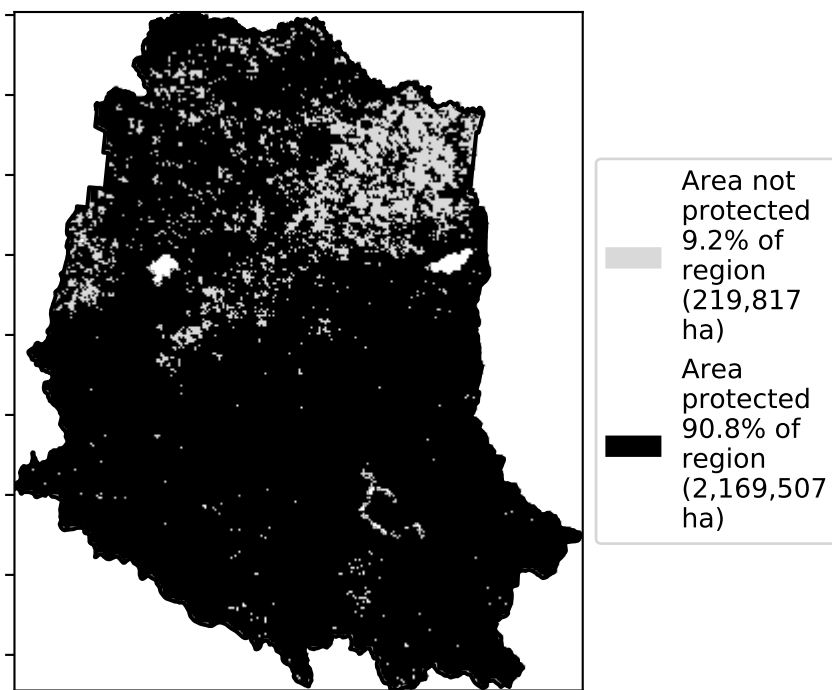 Area not
protected
9.2% of
region
(219,817
ha)
Area
protected
90.8% of
region
(2,169,507
ha)